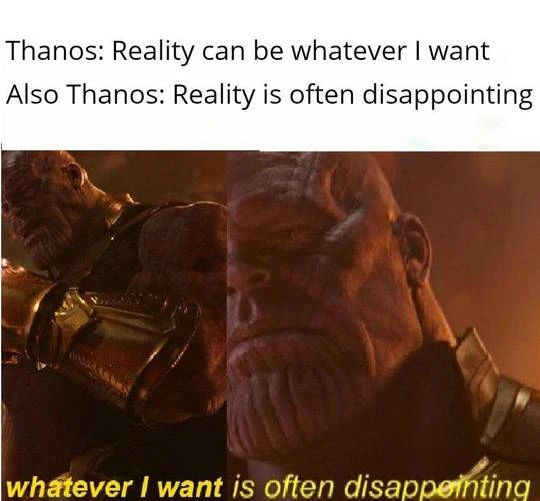 Thanos: Reality can be whatever I want
Also Thanos: Reality is often disappointing
whatever I want is often disappointing